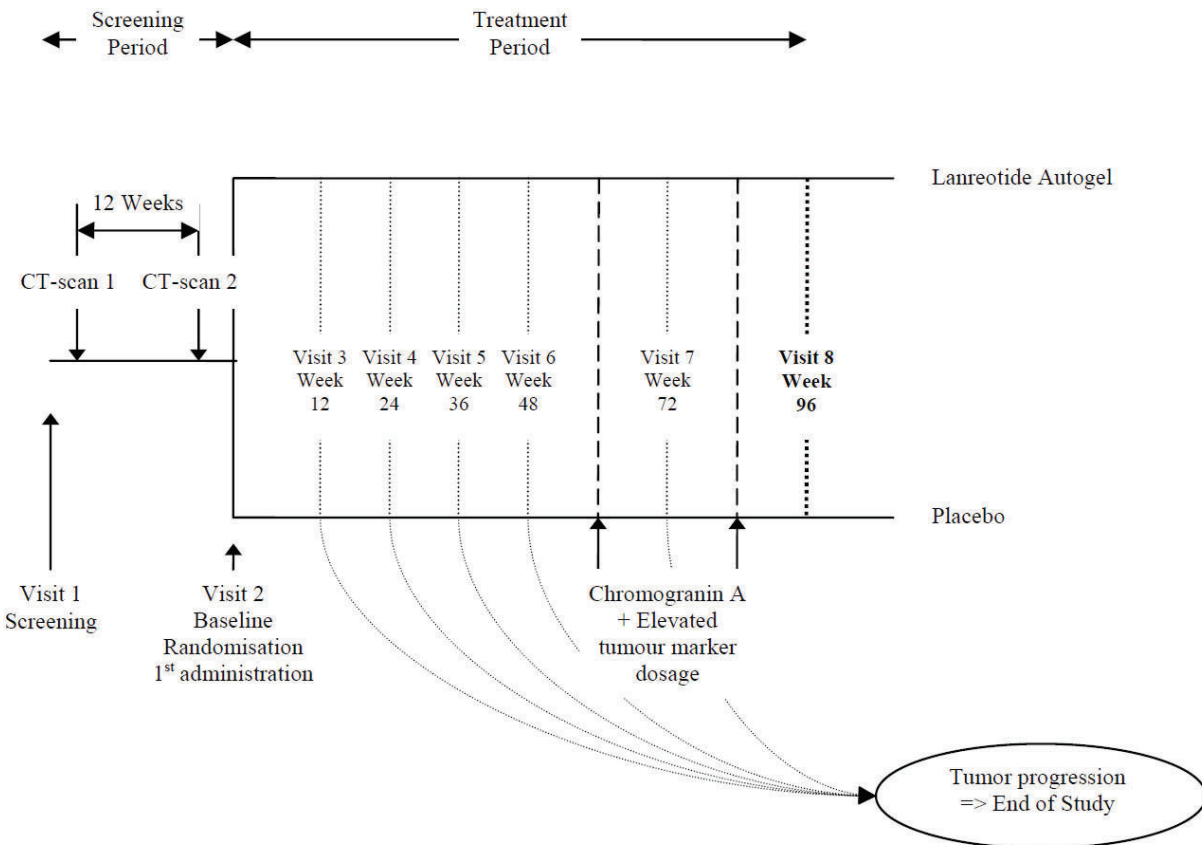 Screening
Period
Treatment
Period
Lanreotide Autogel
12 Weeks
CT-scan 1
CT-scan 2
Visit 3
Week
12
Visit 4
Week
24
Visit 5
Week
36
Visit 6
Week
48
Visit 7
Week
72
Visit 8
Week
96
Placebo
Visit 1
Screening
Visit 2
Baseline
Randomisation
1st administration
Chromogranin A
+ Elevated
tumour marker
dosage
Tumor progression
=> End of Study